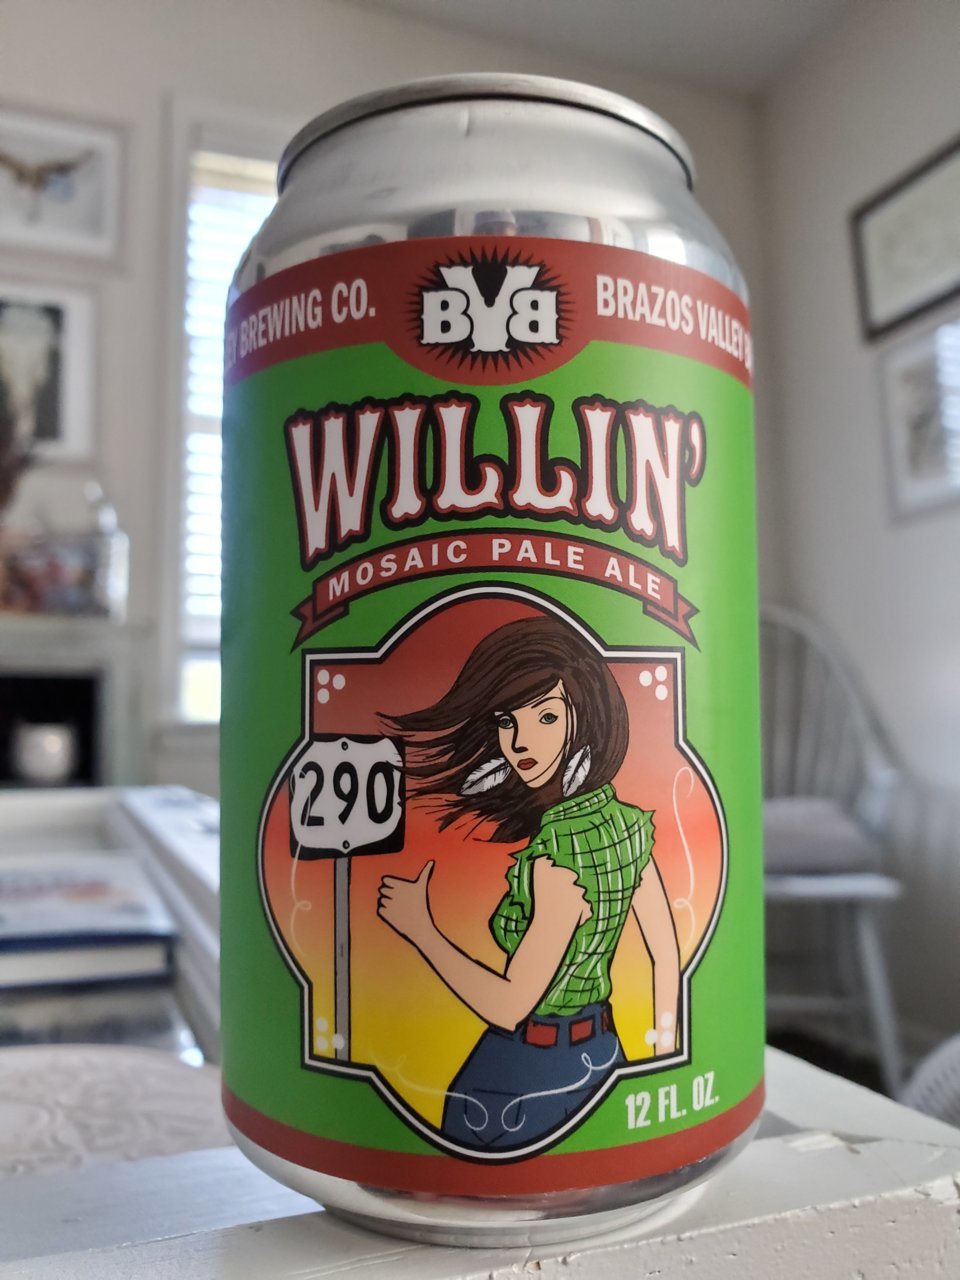 BREWING CO.
BVB
BRAZOS VALLEY
WILLIN'
MOSAIC PALE ALE
290
12 FL. OZ.